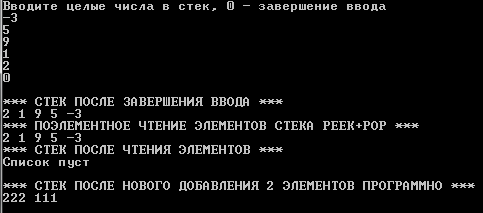 Вводите целые числа в стек, 0 - завершение ввода
-3
5
9
1
2
0
*** СТЕК ПОСЛЕ ЗАВЕРШЕНИЯ ВВОДА ***
2 1 9 5 -3
*** ПОЭЛЕМЕНТНОЕ ЧТЕНИЕ ЭЛЕМЕНТОВ СТЕКА PEEK+POP ***
2 1 9 5 -3
*** СТЕК ПОСЛЕ ЧТЕНИЯ ЭЛЕМЕНТОВ ***
Список пуст
*** СТЕК ПОСЛЕ НОВОГО ДОБАВЛЕНИЯ 2 ЭЛЕМЕНТОВ ПРОГРАММНО ***
222 111